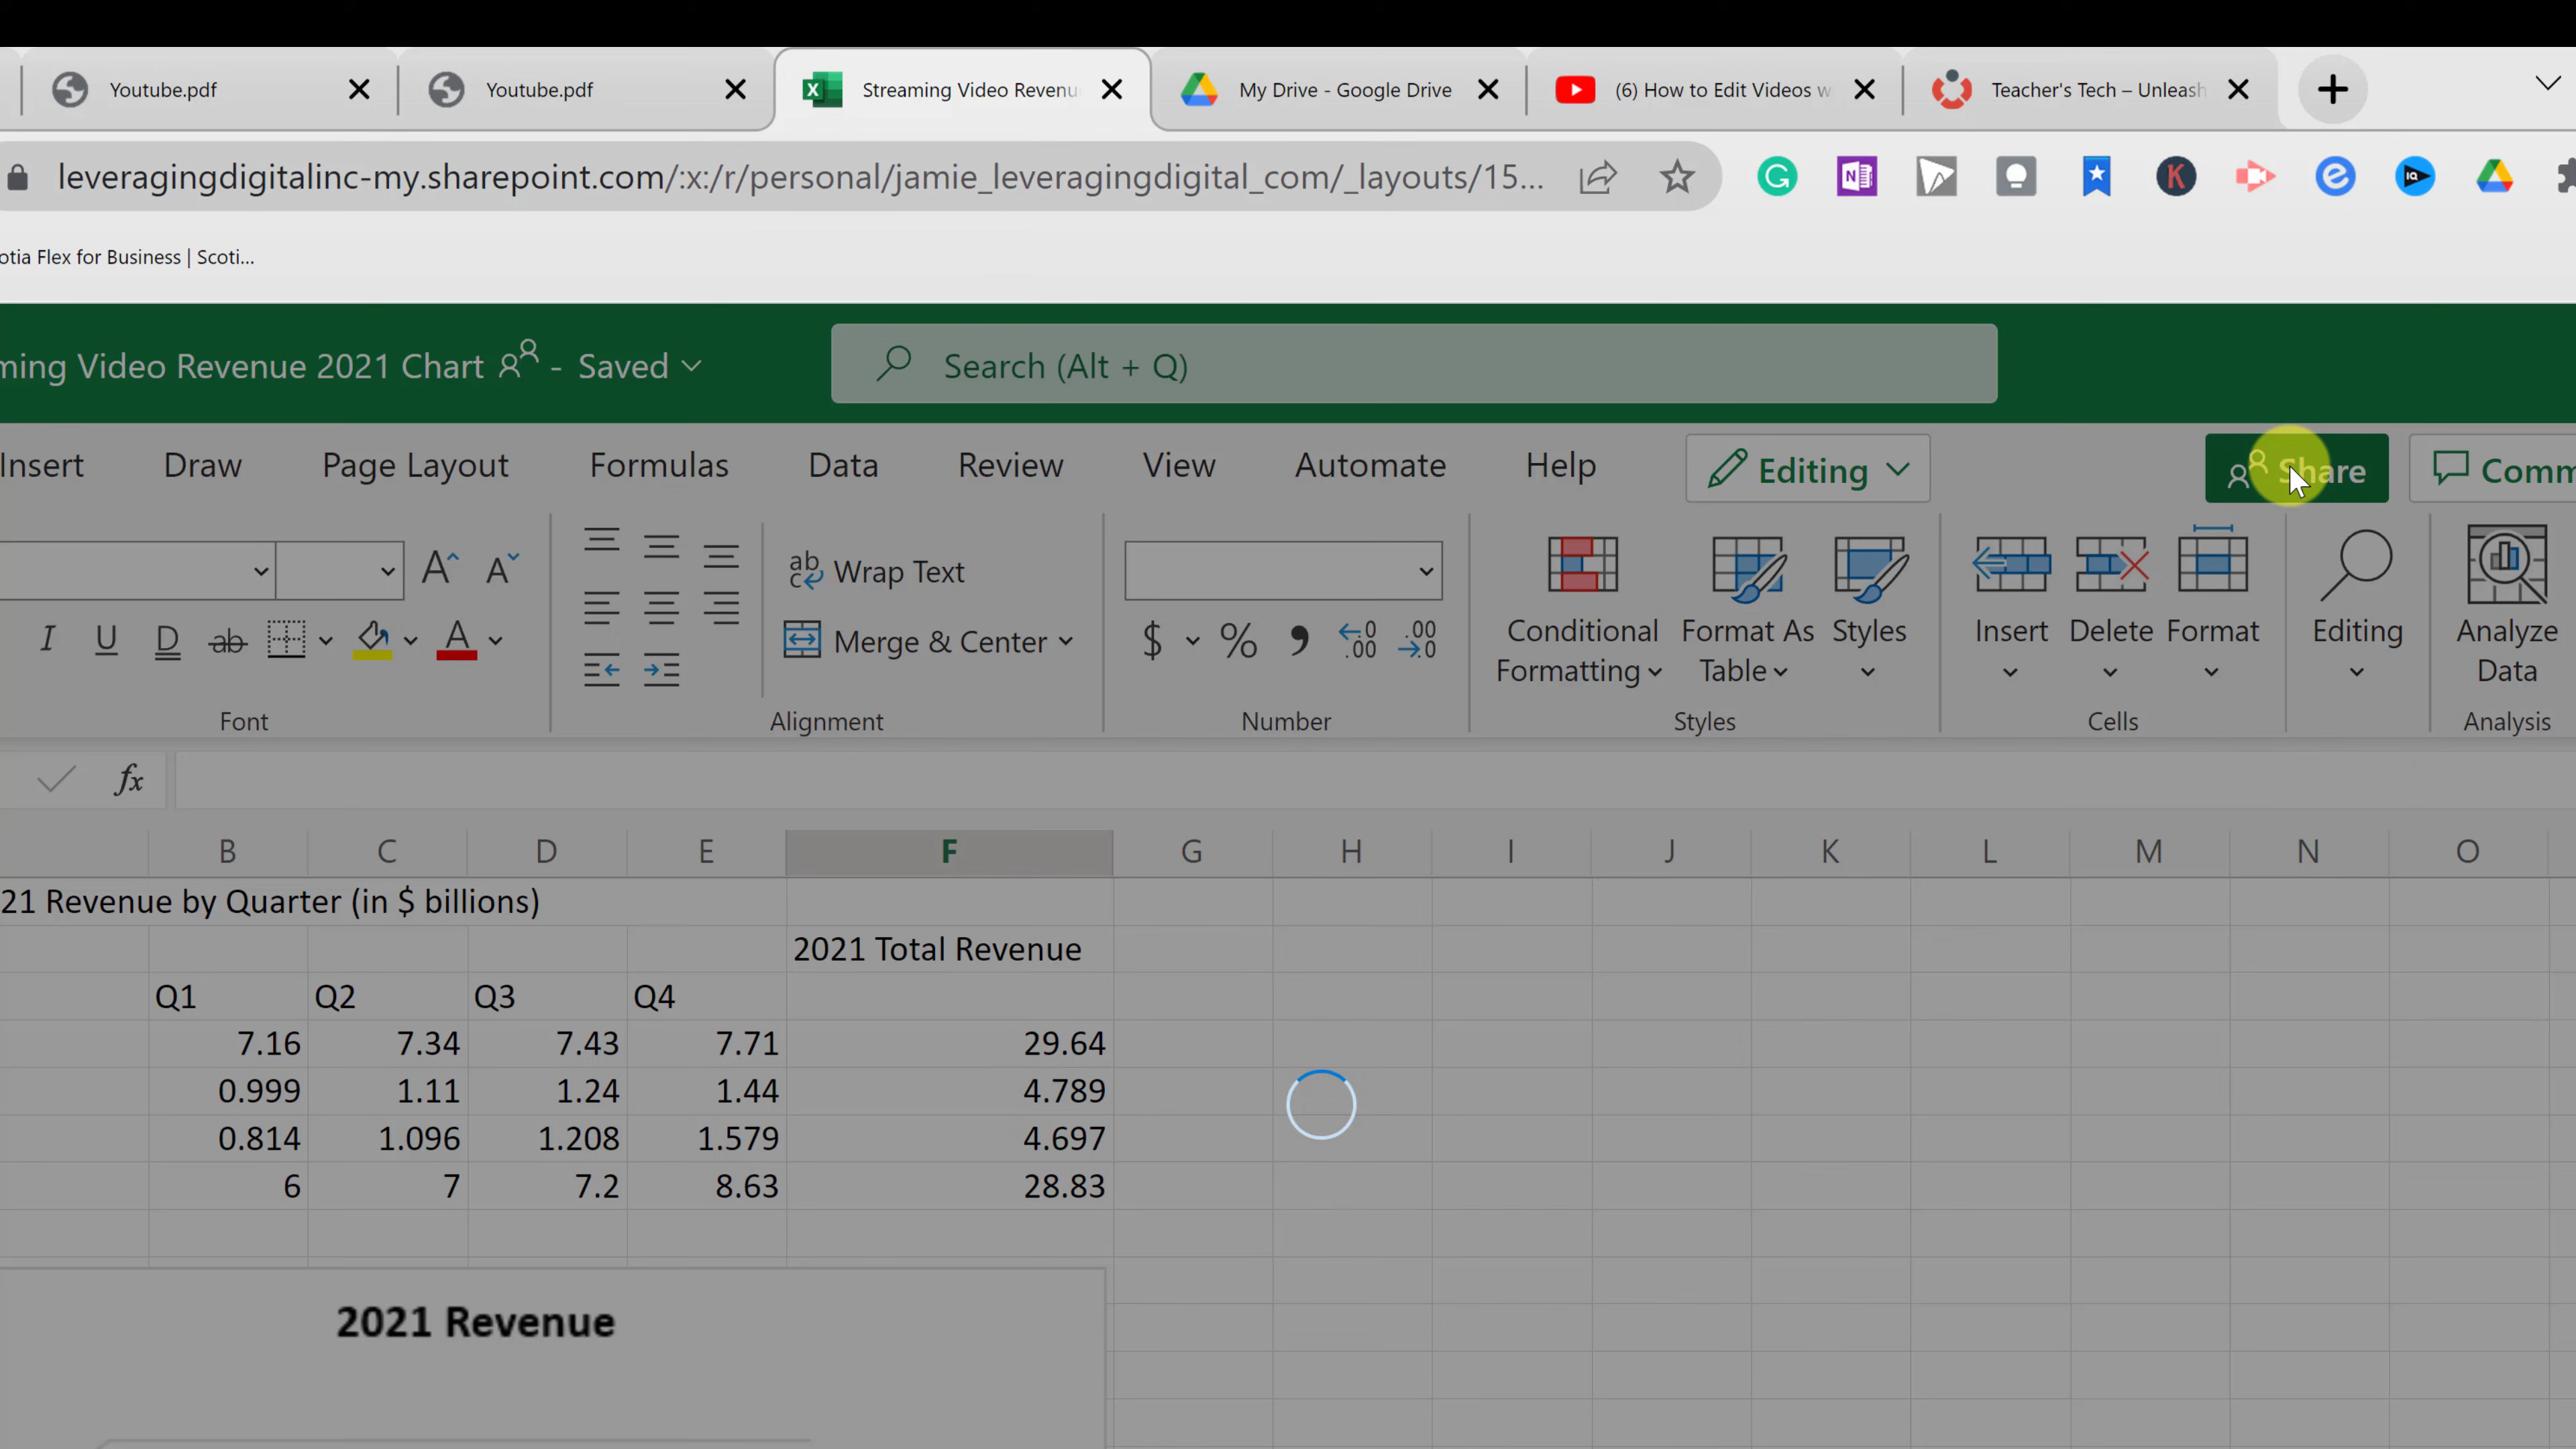 Youtube.pdf
Youtube.pdf
Streaming Video Revenu
My Drive - Google Drive
(6) How to Edit Videos w
Teacher's Tech – Unleash
leveragingdigitalinc-my.sharepoint.com/:x:/r/personal/jamie_leveragingdigital_com/_layouts/15...
otia Flex for Business | Scoti...
ming Video Revenue 2021 Chart - Saved
Search (Alt + Q)
Insert Draw Page Layout Formulas Data Review View Automate Help Editing Share Comm
Wrap Text
Merge & Center
Conditional Formatting
Format As Table
Styles
Insert
Delete
Format
Editing
Analyze Data
Font Alignment Number Styles Cells Analysis
fx
B C D E F G H I J K L M N O
21 Revenue by Quarter (in $ billions)
2021 Total Revenue
Q1 Q2 Q3 Q4
7.16 7.34 7.43 7.71 29.64
0.999 1.11 1.24 1.44 4.789
0.814 1.096 1.208 1.579 4.697
6 7 7.2 8.63 28.83
2021 Revenue